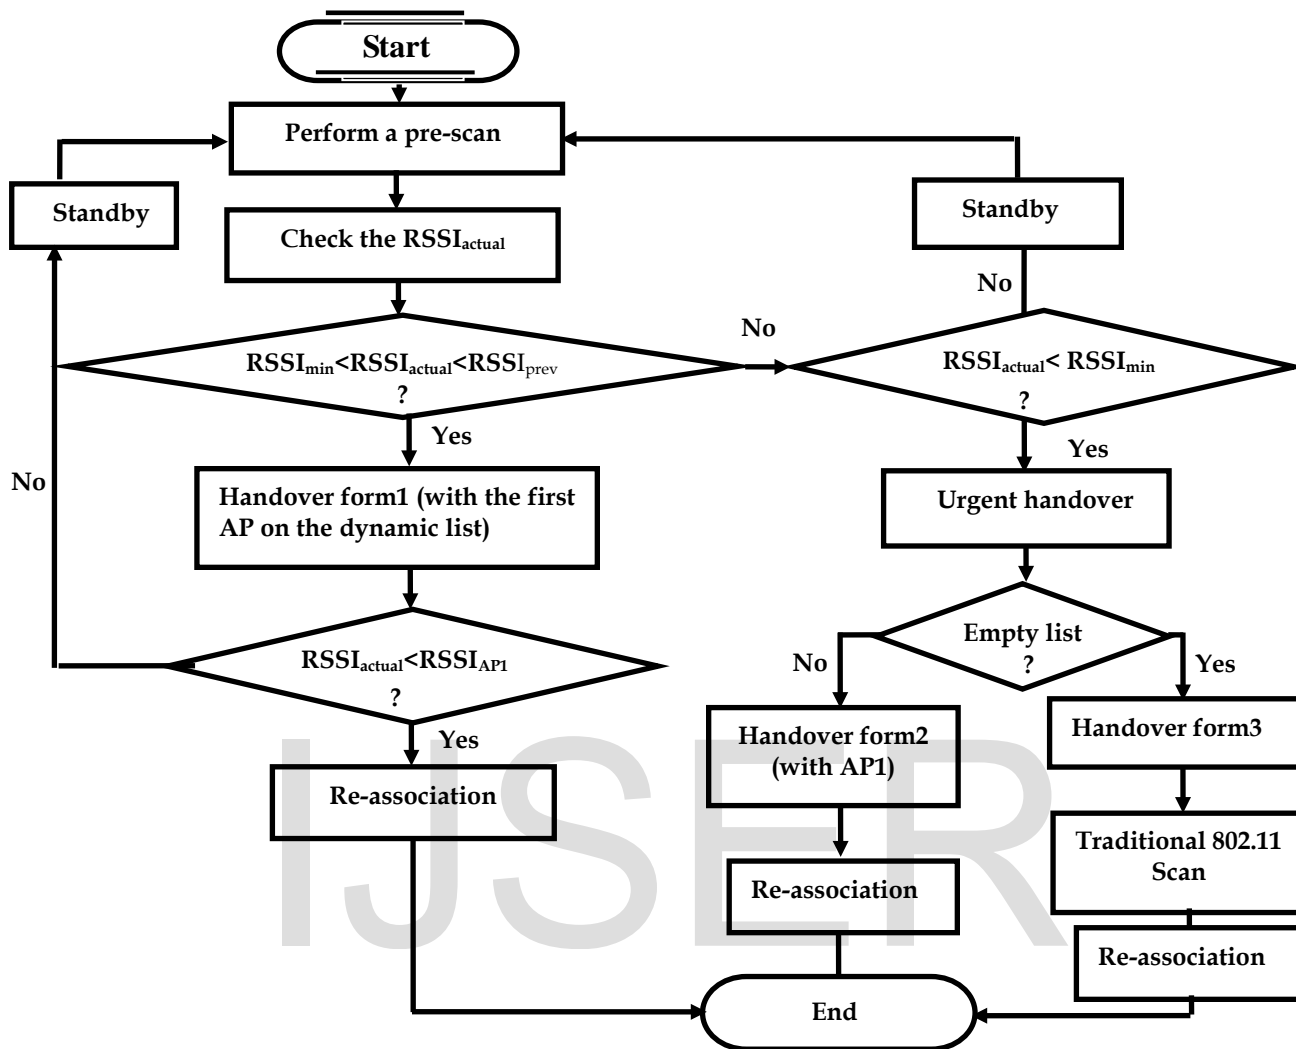 Start
Perform a pre-scan
Standby
Standby
Check the RSSIactual
No
No
RSSImin<RSSIactual<RSSIprev
?
RSSIactual< RSSImin
?
Yes
Yes
No
Handover form1 (with the first
AP on the dynamic list)
Urgent handover
Empty list
?
No
Yes
RSSIactual<RSSIAP1
?
Yes
Handover form2
(with AP1)
Handover form3
Re-association
Traditional 802.11
Scan
Re-association
Re-association
End
IJSER